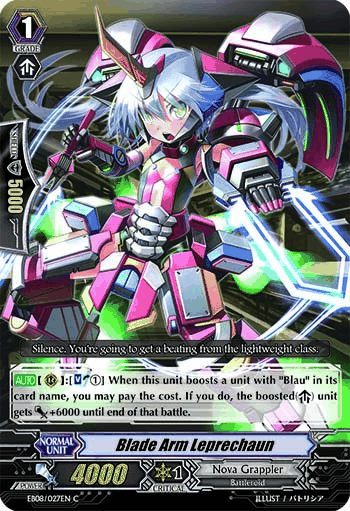 1
GRADE
SHIELD 5000
Silence. You're going to get a beating from the lightweight class.
AUTO [ ]:[ ①] When this unit boosts a unit with "Blau" in its
card name, you may pay the cost. If you do, the boosted unit
gets +6000 until end of that battle.
NORMAL
UNIT
Blade Arm Leprechaun
POWER 4000
1
CRITICAL
Nova Grappler
Battleroid
EB08/027EN C
ILLUST / パトリシア